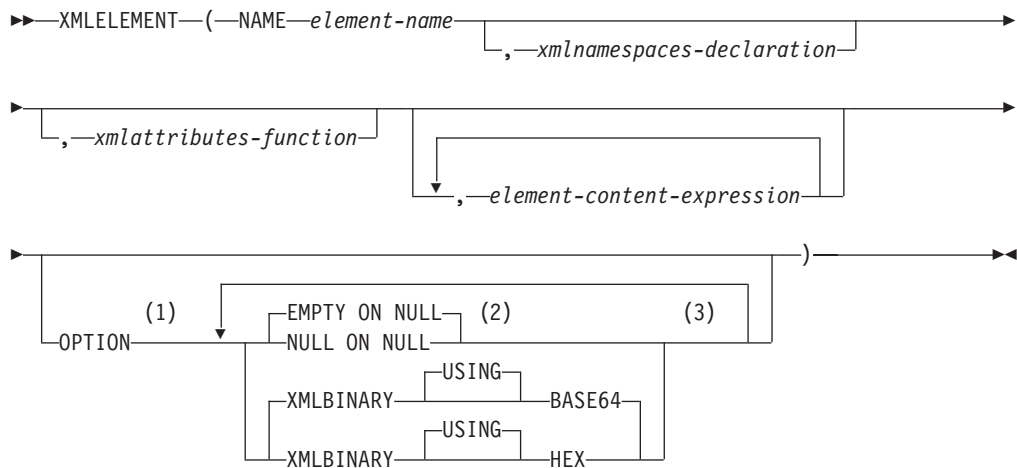 XMLELEMENT ( NAME element-name
, xmlnamespaces-declaration
, xmlattributes-function
, element-content-expression
)
(1) EMPTY ON NULL (2) (3)
OPTION NULL ON NULL
USING
XMLBINARY BASE64
USING
XMLBINARY HEX